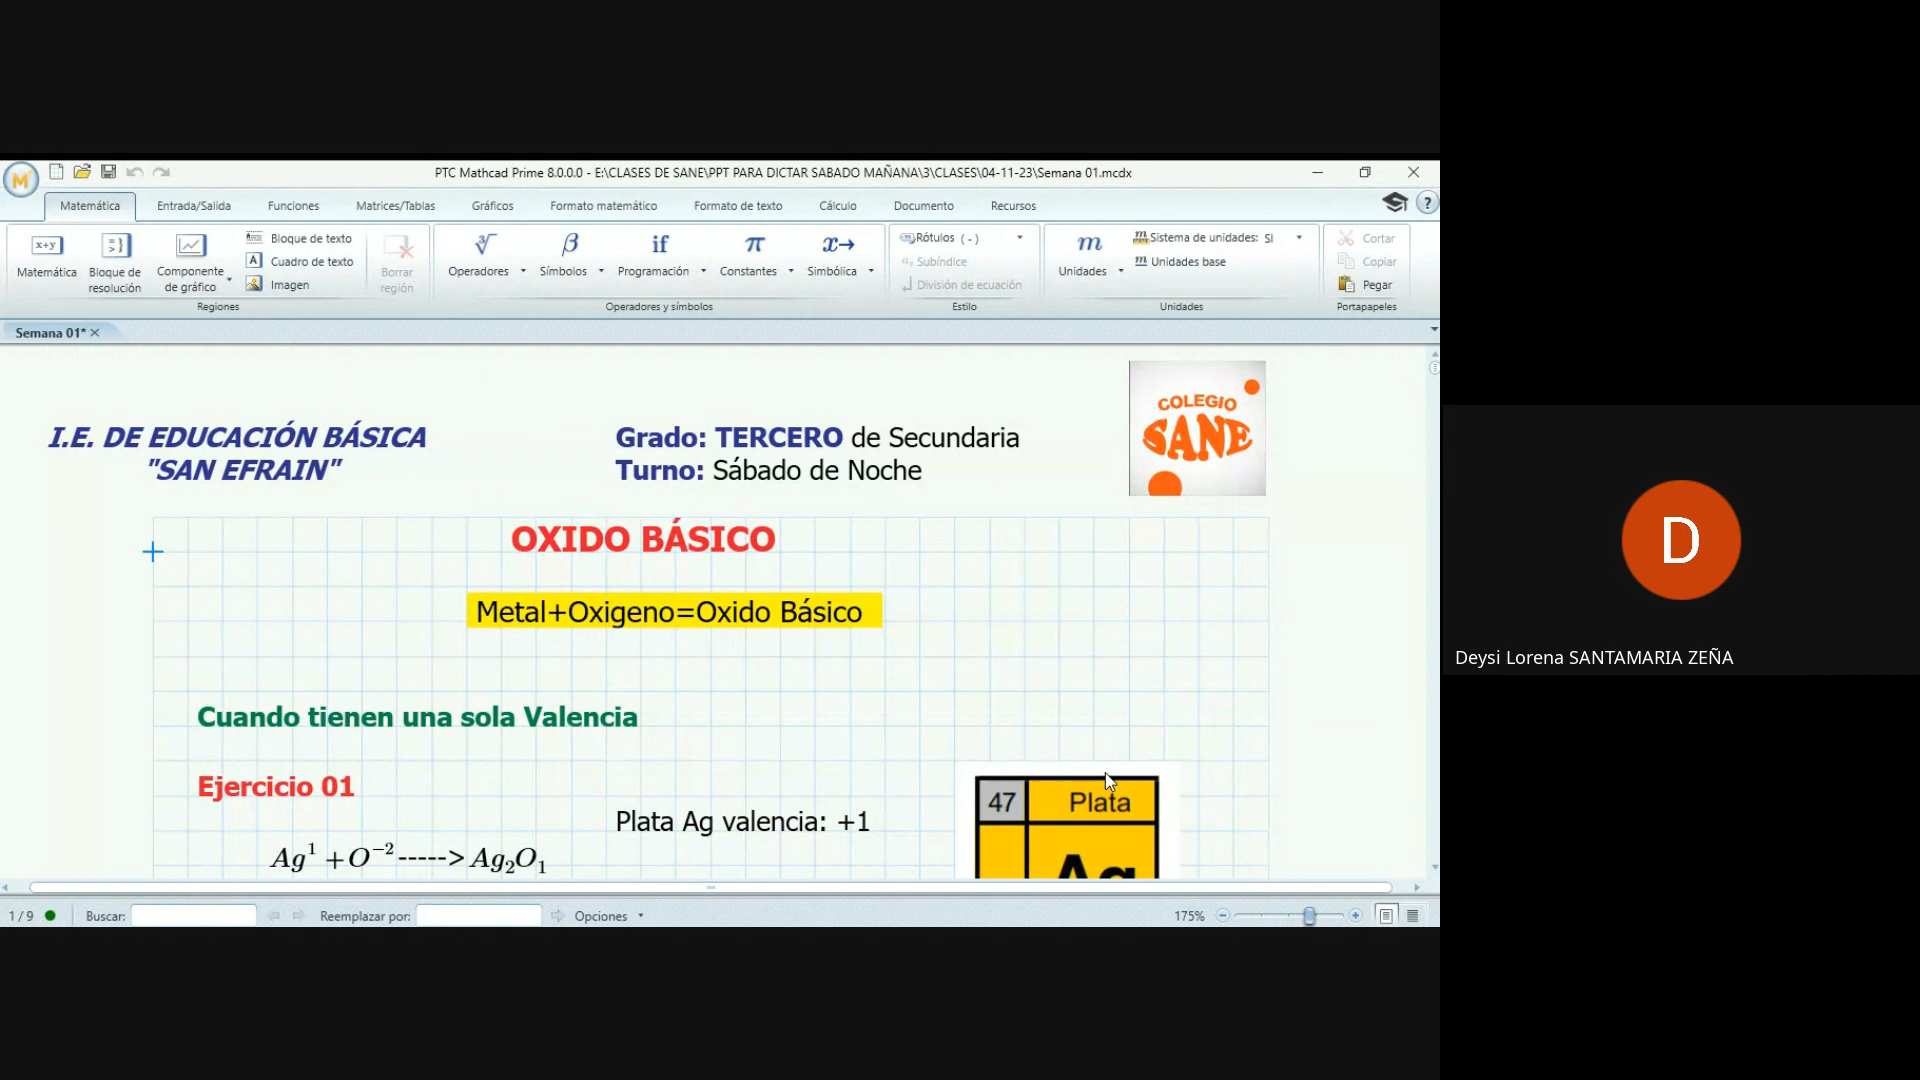 PTC Mathcad Prime 8.0.0.0 - E:\CLASES DE SANE\PPT PARA DICTAR SABADO MAÑANA\3\CLASES\04-11-23\Semana 01.mcdx
Matemática Entrada/Salida Funciones Matrices/Tablas Gráficos Formato matemático Formato de texto Cálculo Documento Recursos
Matemática
Bloque de resolución
Componente de gráfico
Bloque de texto
Cuadro de texto
Imagen
Borrar región
Regiones
Operadores
Símbolos
Programación
Constantes
Simbólica
Operadores y símbolos
Rótulos ( - )
Subíndice
División de ecuación
Estilo
Unidades
Sistema de unidades: SI
Unidades base
Unidades
Cortar
Copiar
Pegar
Portapapeles
Semana 01*
I.E. DE EDUCACIÓN BÁSICA
"SAN EFRAIN"
Grado: TERCERO de Secundaria
Turno: Sábado de Noche
COLEGIO
SANE
OXIDO BÁSICO
Metal+Oxigeno=Oxido Básico
Cuando tienen una sola Valencia
Ejercicio 01
Plata Ag valencia: +1
Ag¹ + O⁻² -----> Ag₂O₁
47 Plata
Ag
1 / 9 Buscar: Reemplazar por: Opciones 175%
D
Deysi Lorena SANTAMARIA ZEÑA